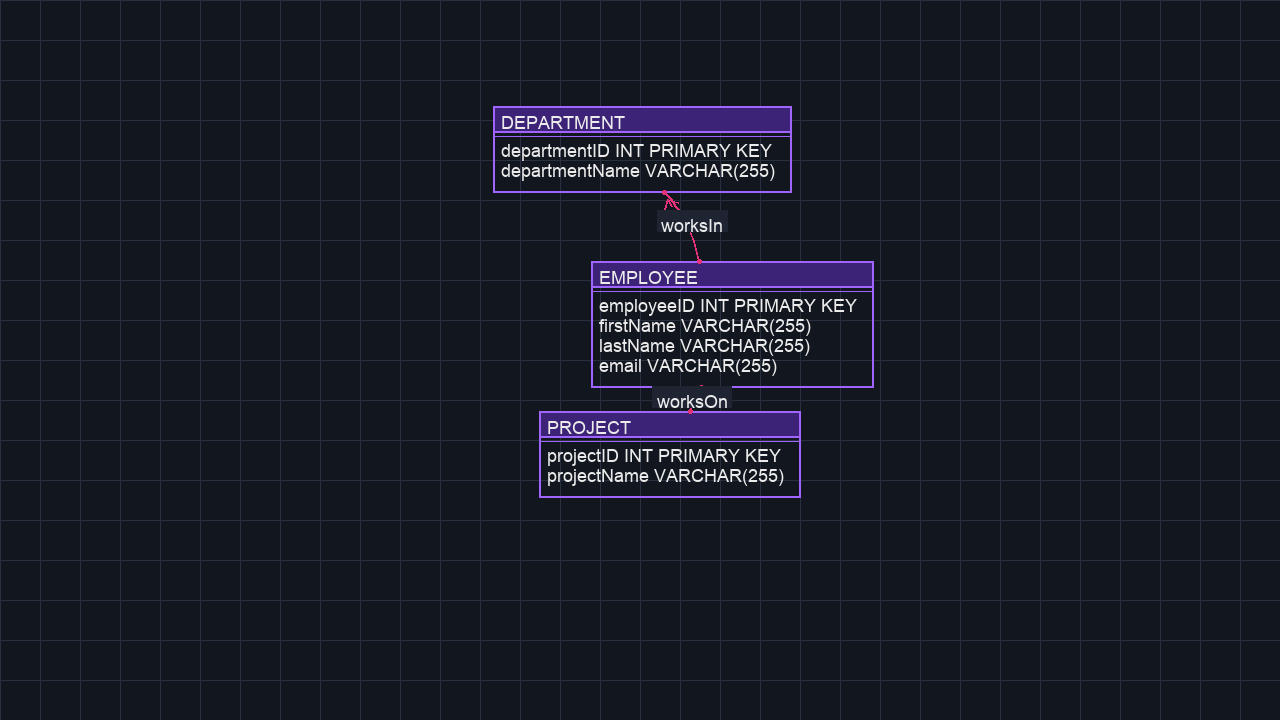 DEPARTMENT
departmentID INT PRIMARY KEY
departmentName VARCHAR(255)
worksIn
EMPLOYEE
employeeID INT PRIMARY KEY
firstName VARCHAR(255)
lastName VARCHAR(255)
email VARCHAR(255)
worksOn
PROJECT
projectID INT PRIMARY KEY
projectName VARCHAR(255)